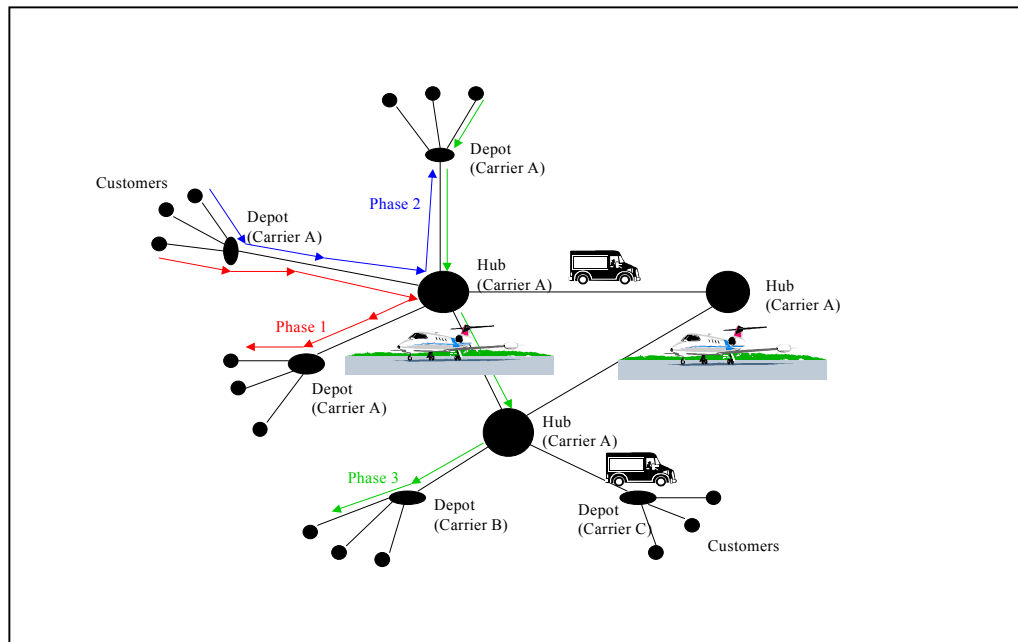 Depot
(Carrier A)
Customers
Phase 2
Depot
(Carrier A)
Hub
(Carrier A)
Hub
(Carrier A)
Phase 1
Depot
(Carrier A)
Hub
(Carrier A)
Phase 3
Depot
(Carrier B)
Depot
(Carrier C)
Customers